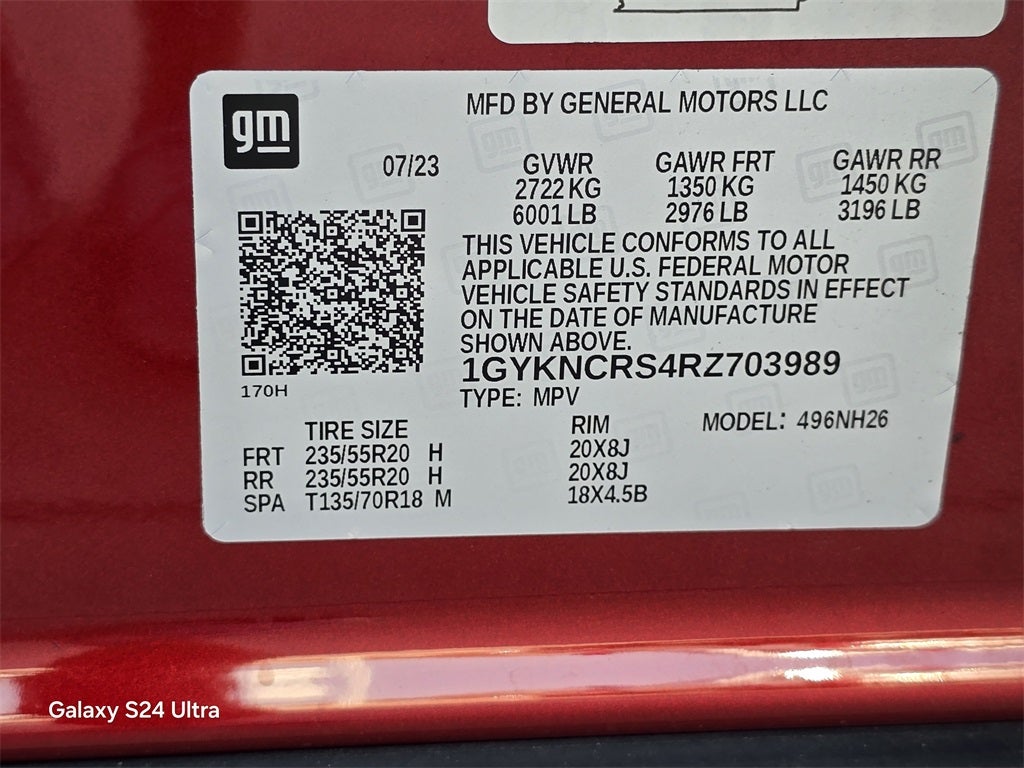 gm
MFD BY GENERAL MOTORS LLC
07/23 GVWR GAWR FRT GAWR RR
2722 KG 1350 KG 1450 KG
6001 LB 2976 LB 3196 LB
THIS VEHICLE CONFORMS TO ALL
APPLICABLE U.S. FEDERAL MOTOR
VEHICLE SAFETY STANDARDS IN EFFECT
ON THE DATE OF MANUFACTURE
SHOWN ABOVE.
1GYKNCRS4RZ703989
170H
TYPE: MPV
TIRE SIZE RIM MODEL: 496NH26
FRT 235/55R20 H 20X8J
RR 235/55R20 H 20X8J
SPA T135/70R18 M 18X4.5B
Galaxy S24 Ultra